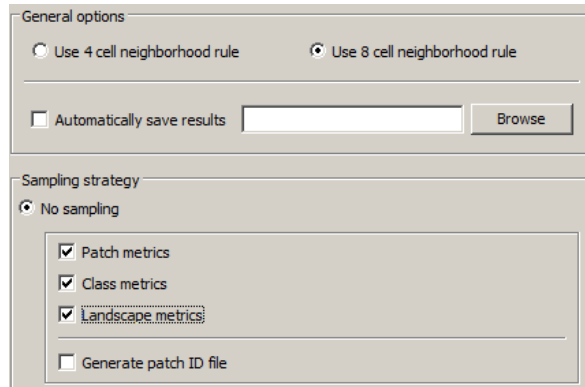 General options
Use 4 cell neighborhood rule
Use 8 cell neighborhood rule
Automatically save results
Browse
Sampling strategy
No sampling
Patch metrics
Class metrics
Landscape metrics
Generate patch ID file